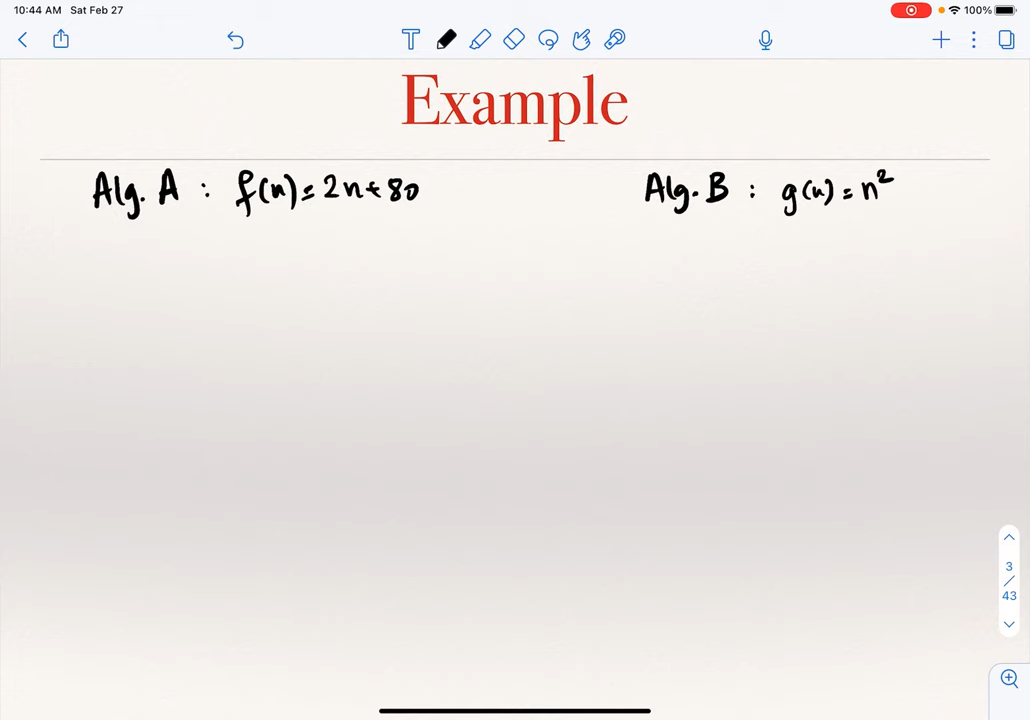 10:44 AM Sat Feb 27
100%
Example
Alg. A : f(n) = 2n + 80
Alg. B : g(n) = n²
3
/
43